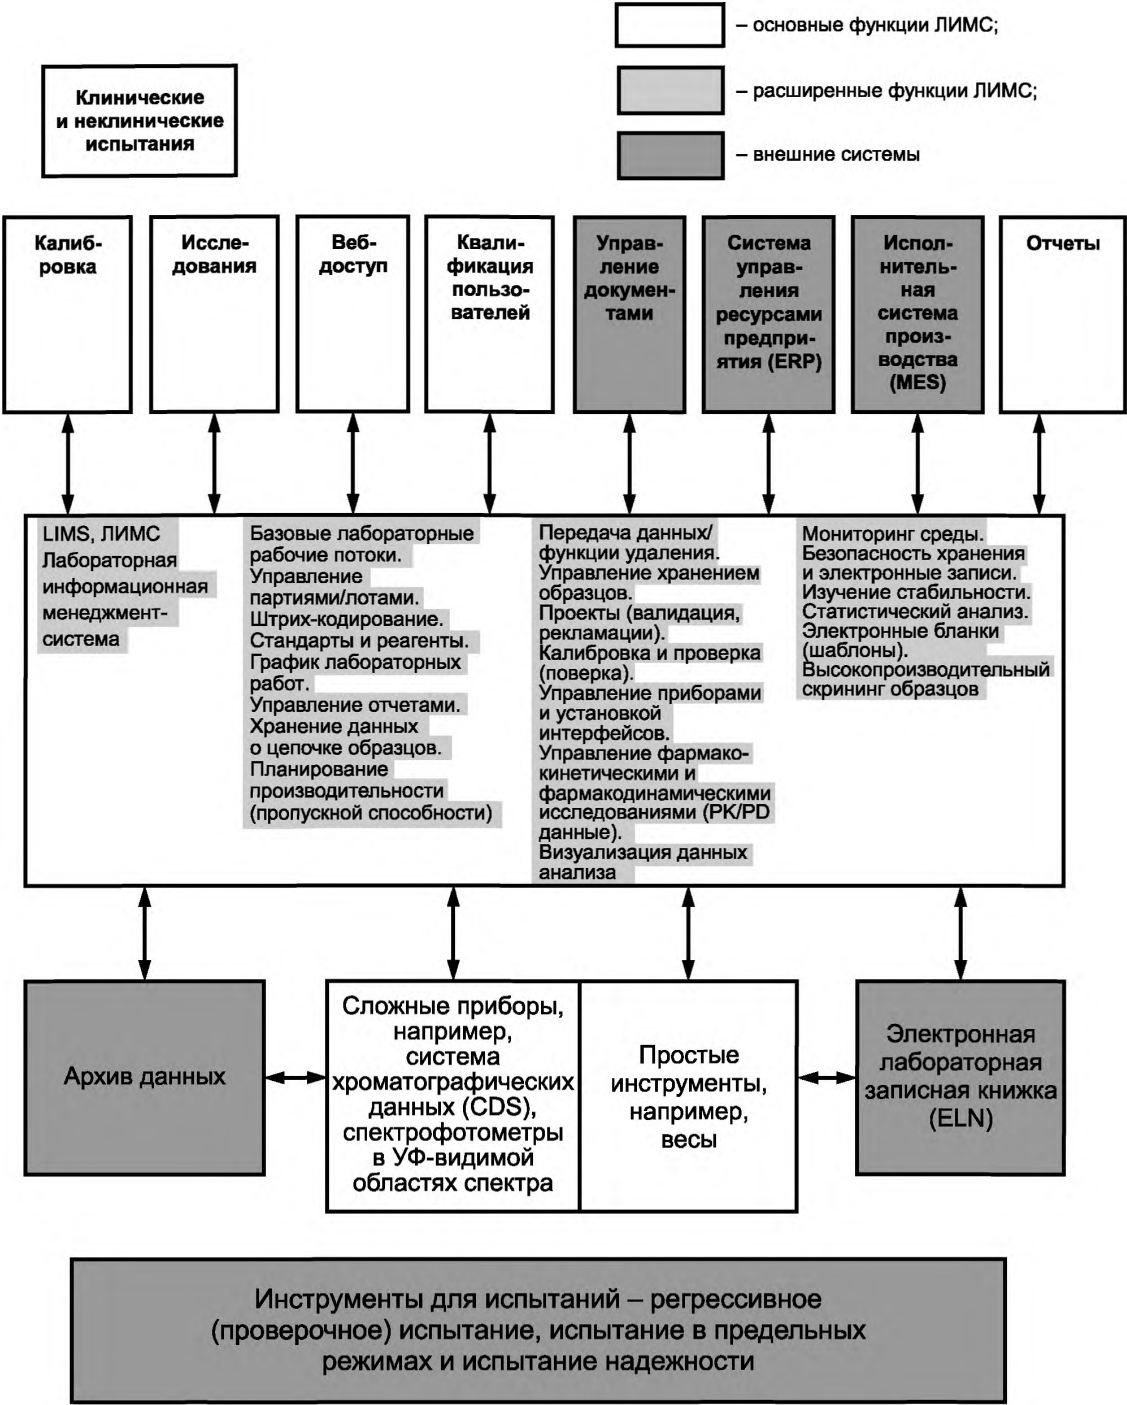 – основные функции ЛИМС;
– расширенные функции ЛИМС;
– внешние системы
Клинические
и неклинические
испытания
Калиб-
ровка
Иссле-
дования
Веб-
доступ
Квали-
фикация
пользо-
вателей
Управ-
ление
докумен-
тами
Система
управ-
ления
ресурсами
предпри-
ятия (ERP)
Испол-
нитель-
ная
система
произ-
водства
(MES)
Отчеты
LIMS, ЛИМС
Лабораторная
информационная
менеджмент-
система
Базовые лабораторные
рабочие потоки.
Управление
партиями/лотами.
Штрих-кодирование.
Стандарты и реагенты.
График лабораторных
работ.
Управление отчетами.
Хранение данных
о цепочке образцов.
Планирование
производительности
(пропускной способности)
Передача данных/
функции удаления.
Управление хранением
образцов.
Проекты (валидация,
рекламации).
Калибровка и проверка
(поверка).
Управление приборами
и установкой
интерфейсов.
Управление фармако-
кинетическими и
фармакодинамическими
исследованиями (PK/PD
данные).
Визуализация данных
анализа
Мониторинг среды.
Безопасность хранения
и электронные записи.
Изучение стабильности.
Статистический анализ.
Электронные бланки
(шаблоны).
Высокопроизводительный
скрининг образцов
Архив данных
Сложные приборы,
например,
система
хроматографических
данных (CDS),
спектрофотометры
в УФ-видимой
областях спектра
Простые
инструменты,
например,
весы
Электронная
лабораторная
записная книжка
(ELN)
Инструменты для испытаний – регрессивное
(проверочное) испытание, испытание в предельных
режимах и испытание надежности